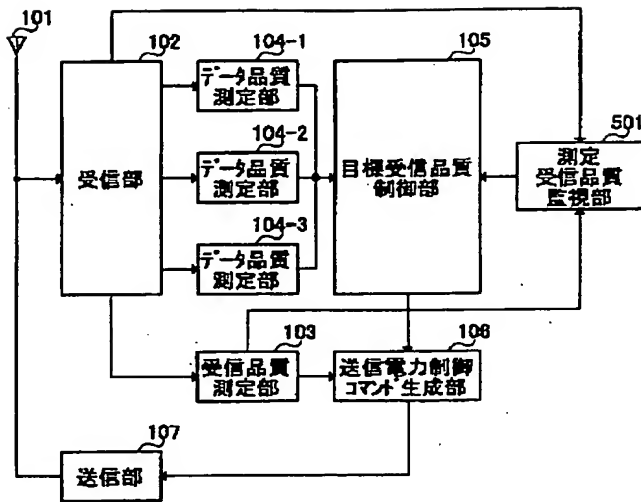 101
102
受信部
104-1
データ品質
測定部
104-2
データ品質
測定部
104-3
データ品質
測定部
105
目標受信品質
制御部
501
測定
受信品質
監視部
103
受信品質
測定部
106
送信電力制御
コマンド生成部
107
送信部